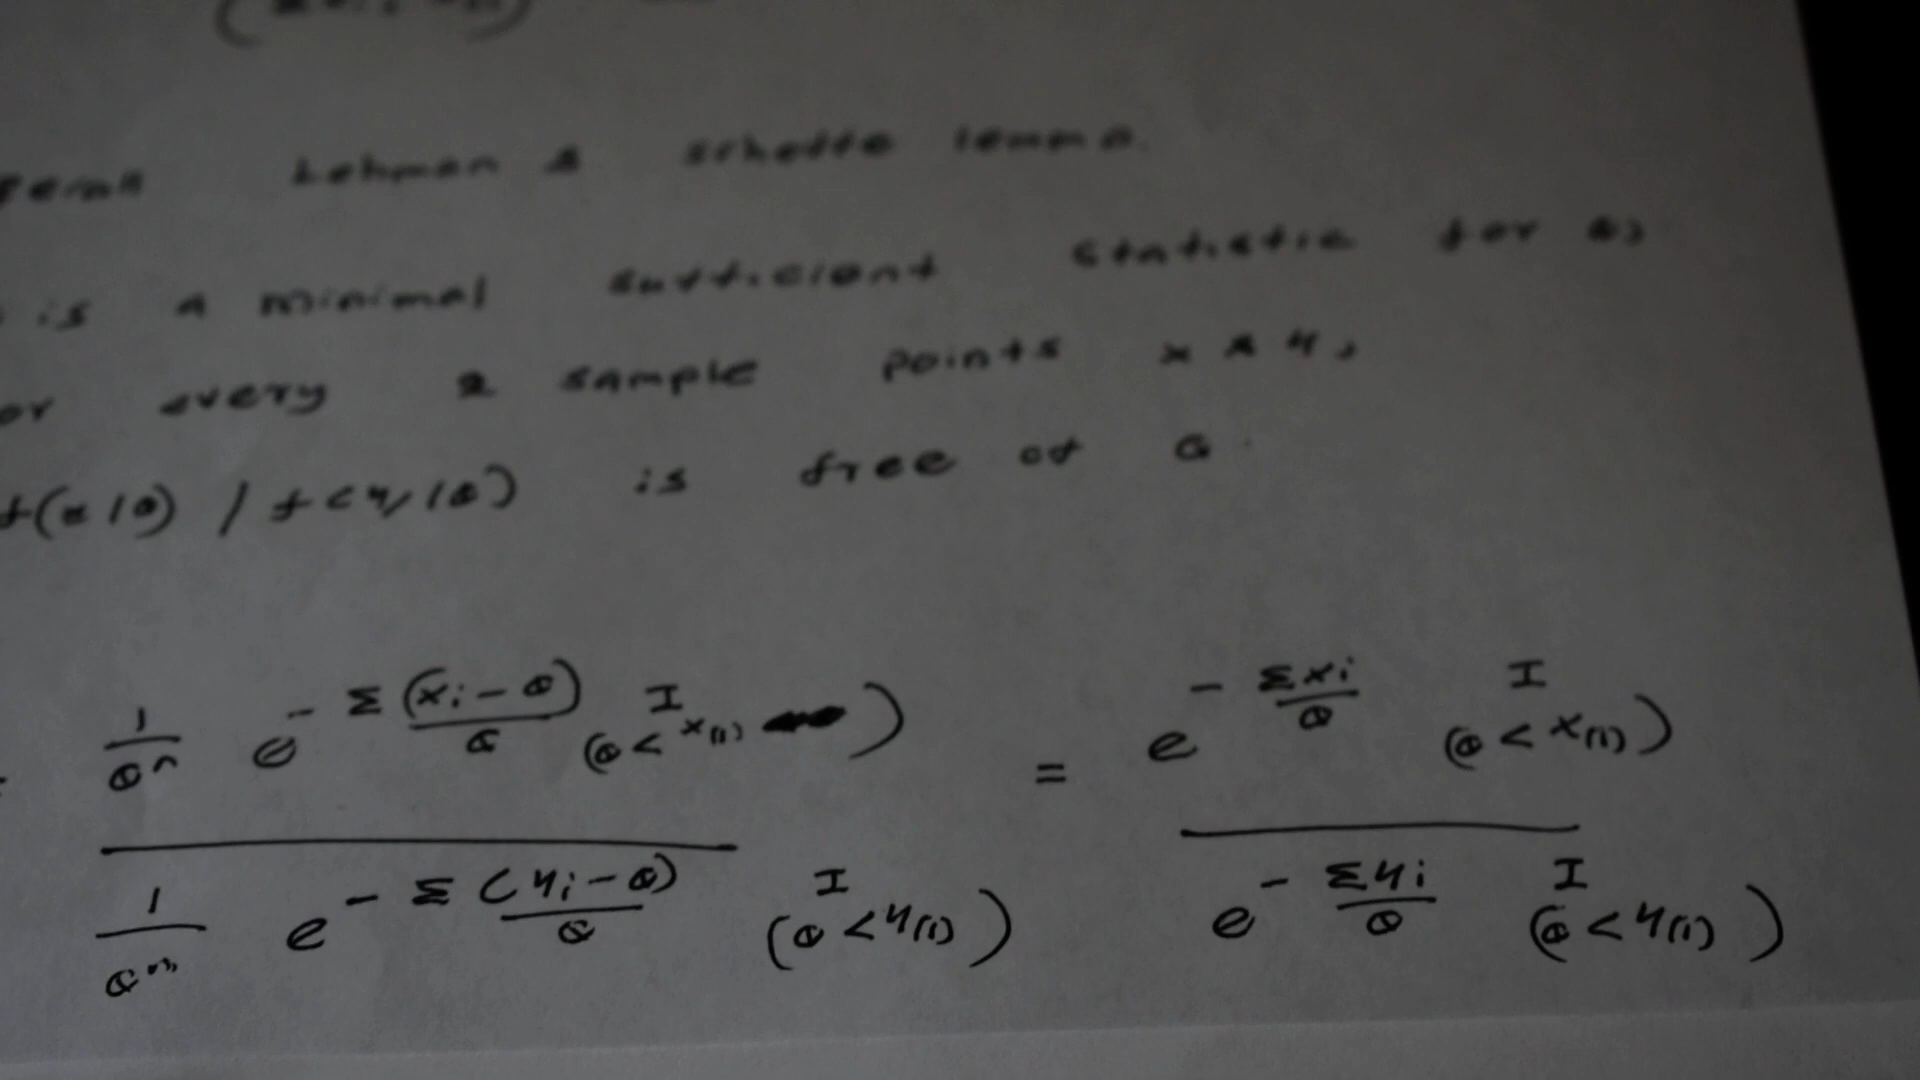 Lehman & scheffe lemma.
is a minimal sufficient statistic for θ,
every 2 sample points x & y,
f(x|θ) / f(y|θ) is free of θ.
1/θⁿ e^(- Σ(xi-θ)/θ) I(θ < x(1)) = e^(- Σxi/θ) I(θ < x(1))
1/θⁿ e^(- Σ(yi-θ)/θ) I(θ < y(1)) e^(- Σyi/θ) I(θ < y(1))